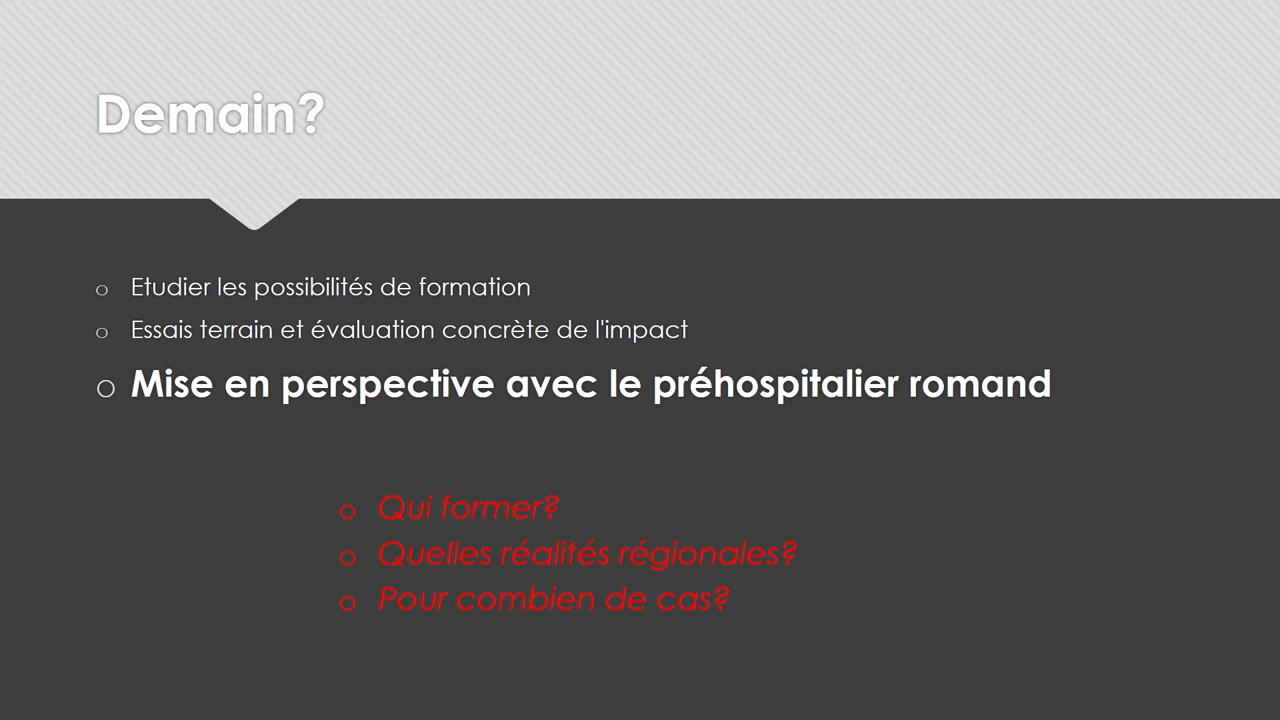 Demain?
o Etudier les possibilités de formation
o Essais terrain et évaluation concrète de l'impact
o Mise en perspective avec le préhospitalier romand
o Qui former?
o Quelles réalités régionales?
o Pour combien de cas?